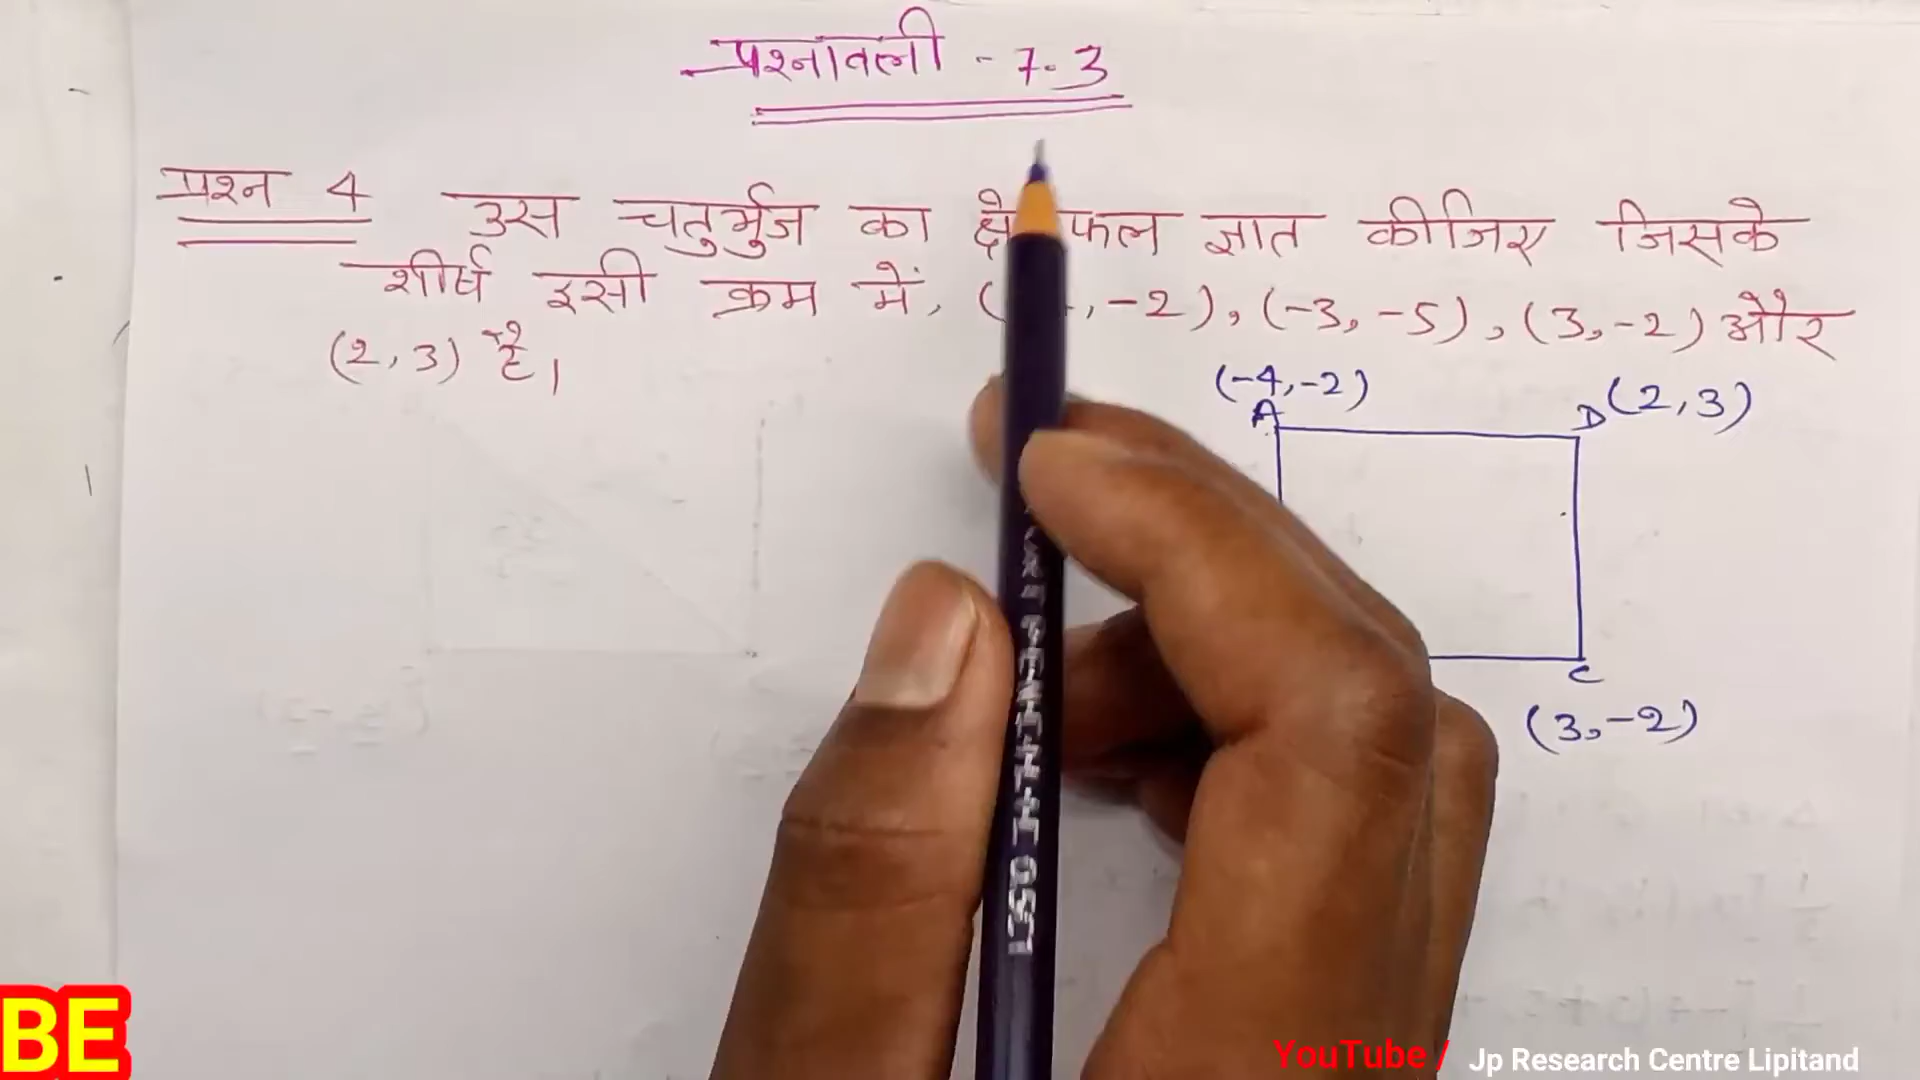 प्रश्नावली - 7.3
प्रश्न 4 उस चतुर्भुज का ज्ञात कीजिए जिसके
शीर्ष इसी क्रम में, -2), (-3, -5), (3, -2) और
(2, 3) है।
(-4, -2)
A
D (2, 3)
C
(3, -2)
BE
YouTube / Jp Research Centre Lipitand